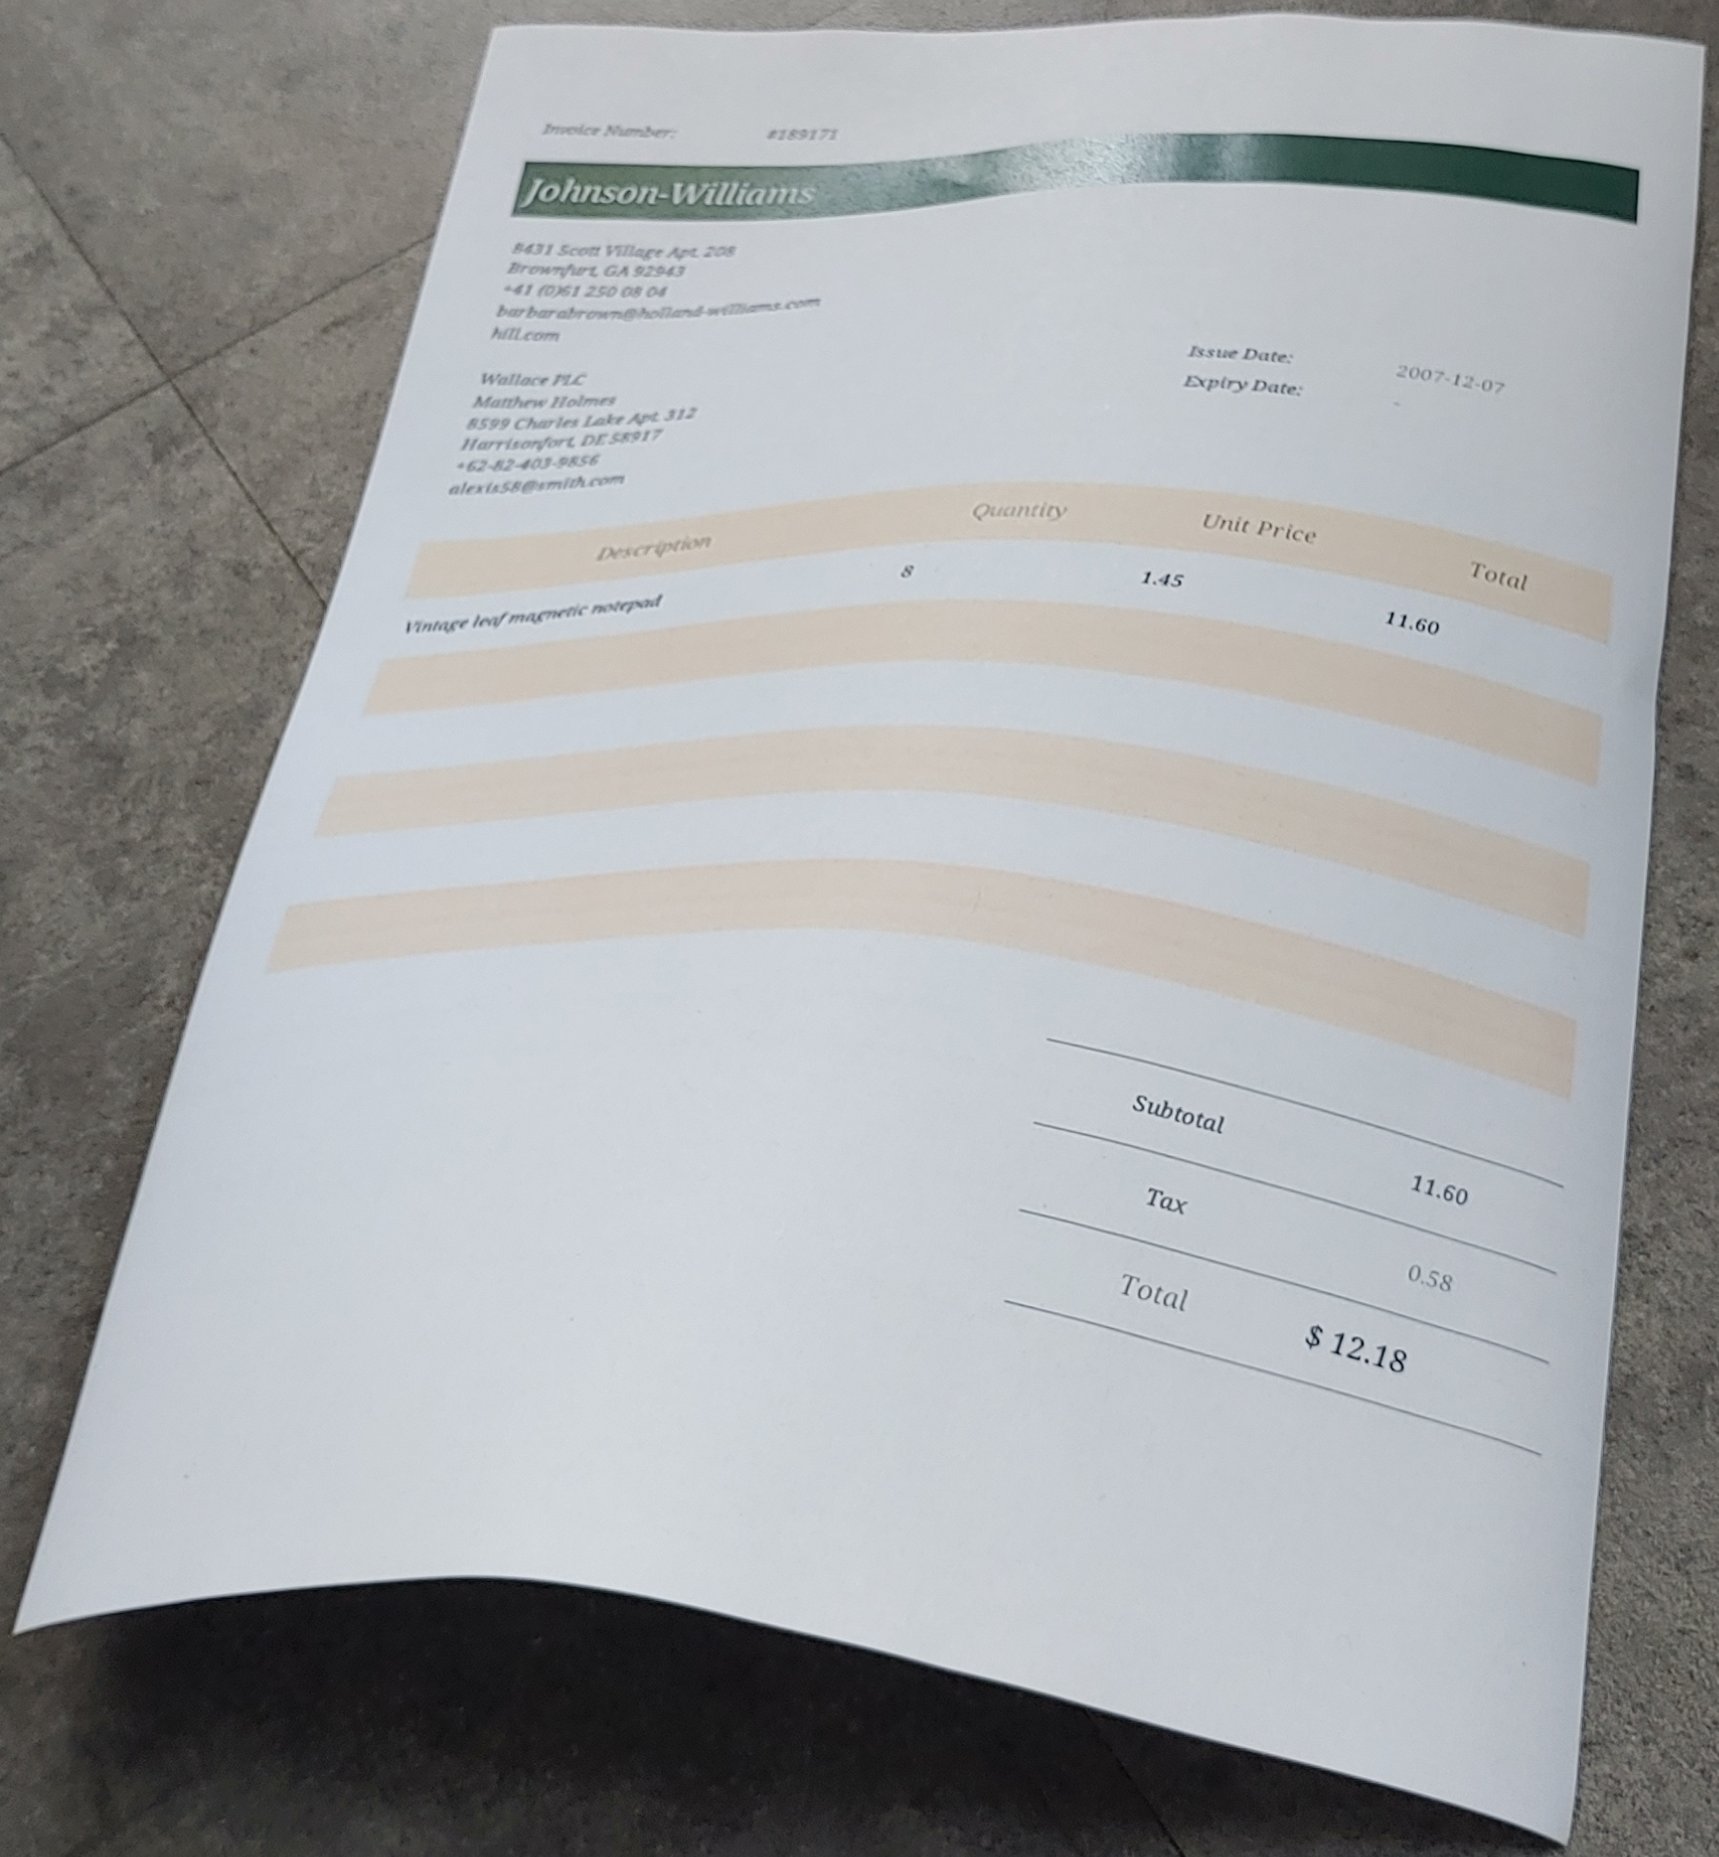 Invoice Number: #189171
Johnson-Williams
8431 Scott Village Apt. 208
Brownfurt, GA 92943
+41 (0)61 250 08 04
barbarabrown@holland-williams.com
hill.com
Issue Date: 2007-12-07
Expiry Date: -
Wallace PLC
Matthew Holmes
8599 Charles Lake Apt. 312
Harrisonfort, DE 58917
+62-82-403-9856
alexis58@smith.com
Description Quantity Unit Price Total
Vintage leaf magnetic notepad 8 1.45 11.60
Subtotal 11.60
Tax 0.58
Total $ 12.18